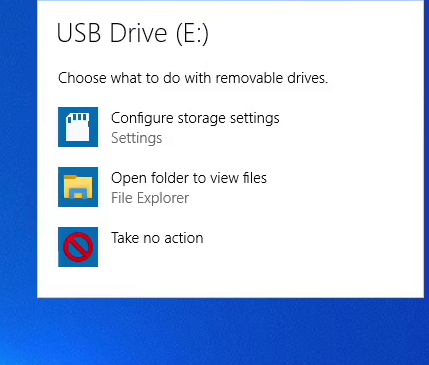 USB Drive (E:)
Choose what to do with removable drives.
Configure storage settings
Settings
Open folder to view files
File Explorer
Take no action